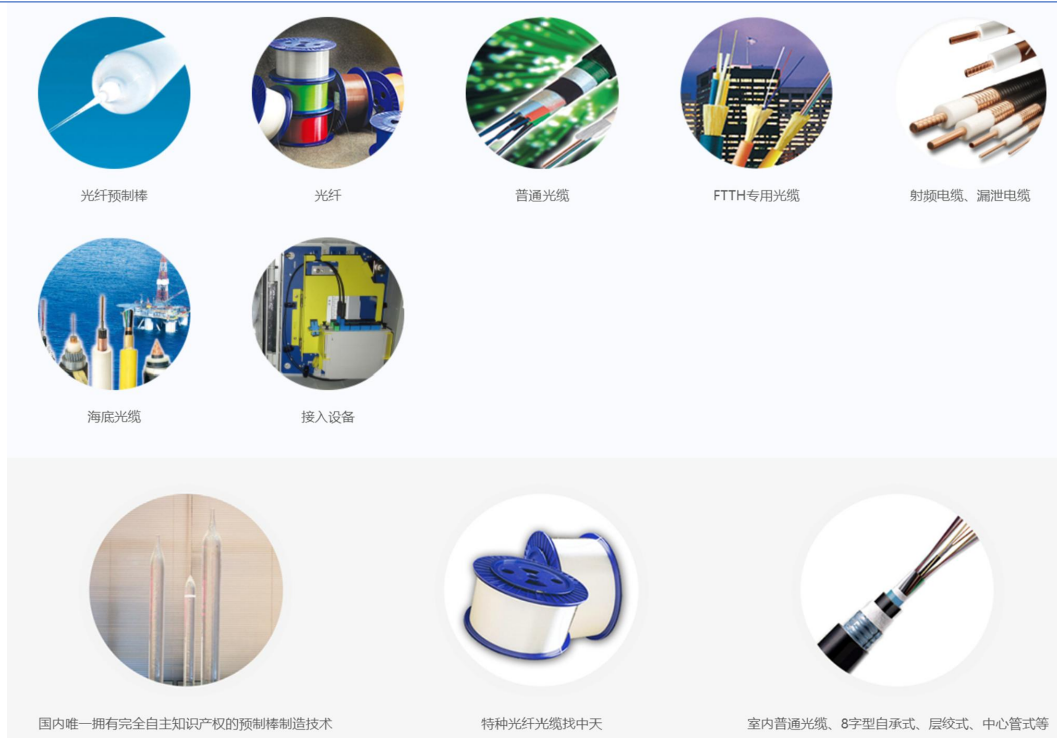 光纤预制棒
光纤
普通光缆
FTTH专用光缆
射频电缆、漏泄电缆
海底光缆
接入设备
国内唯一拥有完全自主知识产权的预制棒制造技术
特种光纤光缆找中天
室内普通光缆、8字型自承式、层绞式、中心管式等